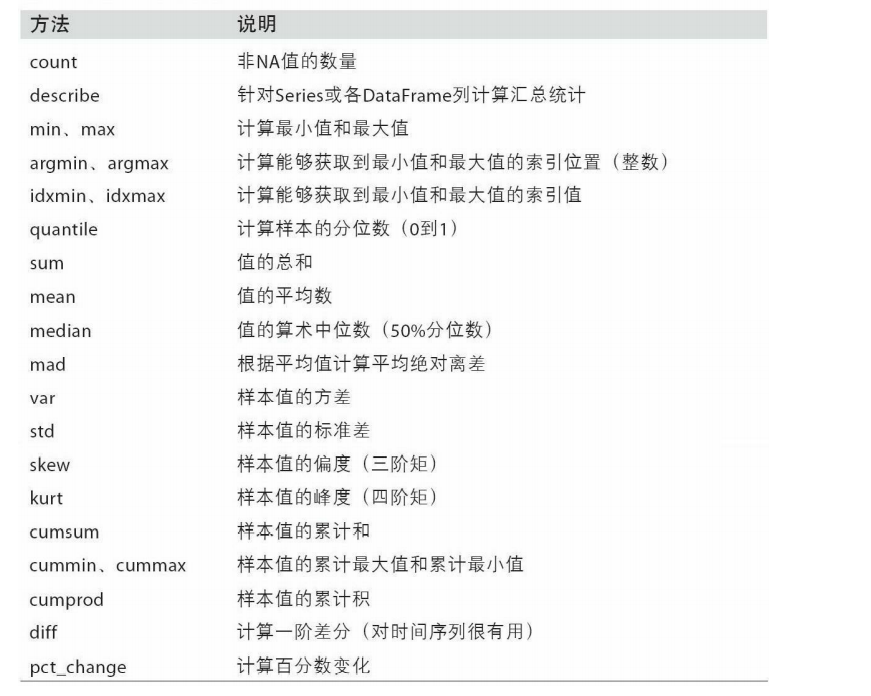 方法 说明
count 非NA值的数量
describe 针对Series或各DataFrame列计算汇总统计
min、max 计算最小值和最大值
argmin、argmax 计算能够获取到最小值和最大值的索引位置（整数）
idxmin、idxmax 计算能够获取到最小值和最大值的索引值
quantile 计算样本的分位数（0到1）
sum 值的总和
mean 值的平均数
median 值的算术中位数（50%分位数）
mad 根据平均值计算平均绝对离差
var 样本值的方差
std 样本值的标准差
skew 样本值的偏度（三阶矩）
kurt 样本值的峰度（四阶矩）
cumsum 样本值的累计和
cummin、cummax 样本值的累计最大值和累计最小值
cumprod 样本值的累计积
diff 计算一阶差分（对时间序列很有用）
pct_change 计算百分数变化